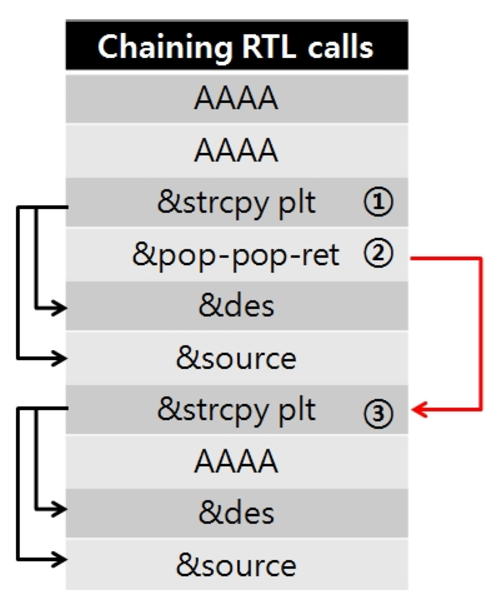 Chaining RTL calls
AAAA
AAAA
&strcpy plt ①
&pop-pop-ret ②
&des
&source
&strcpy plt ③
AAAA
&des
&source